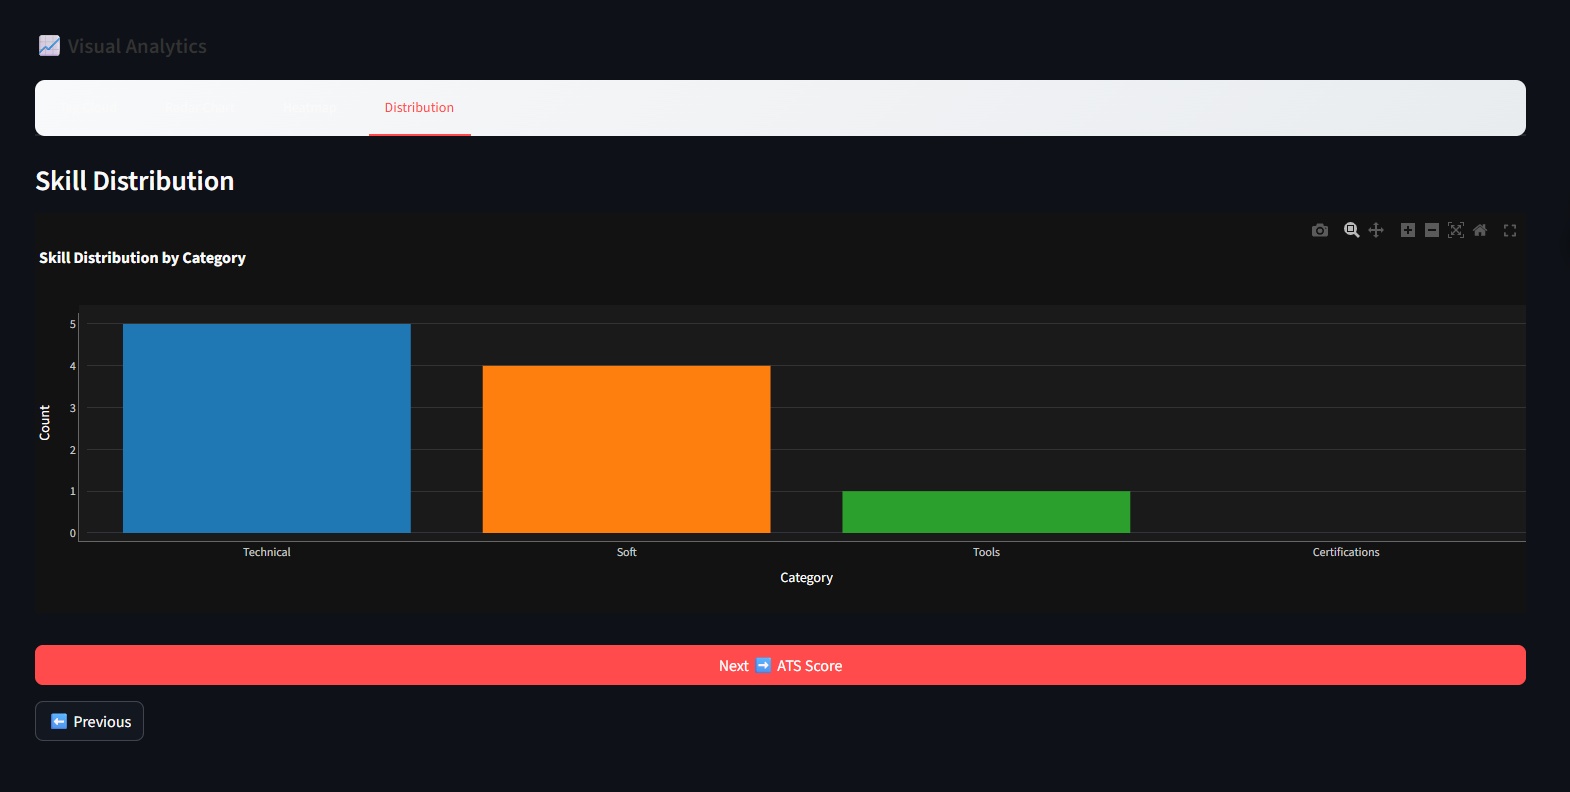 📈 Visual Analytics
Distribution
Skill Distribution
Skill Distribution by Category
5
4
3
2
1
0
Count
Technical Soft Tools Certifications
Category
Next ➡️ ATS Score
⬅️ Previous